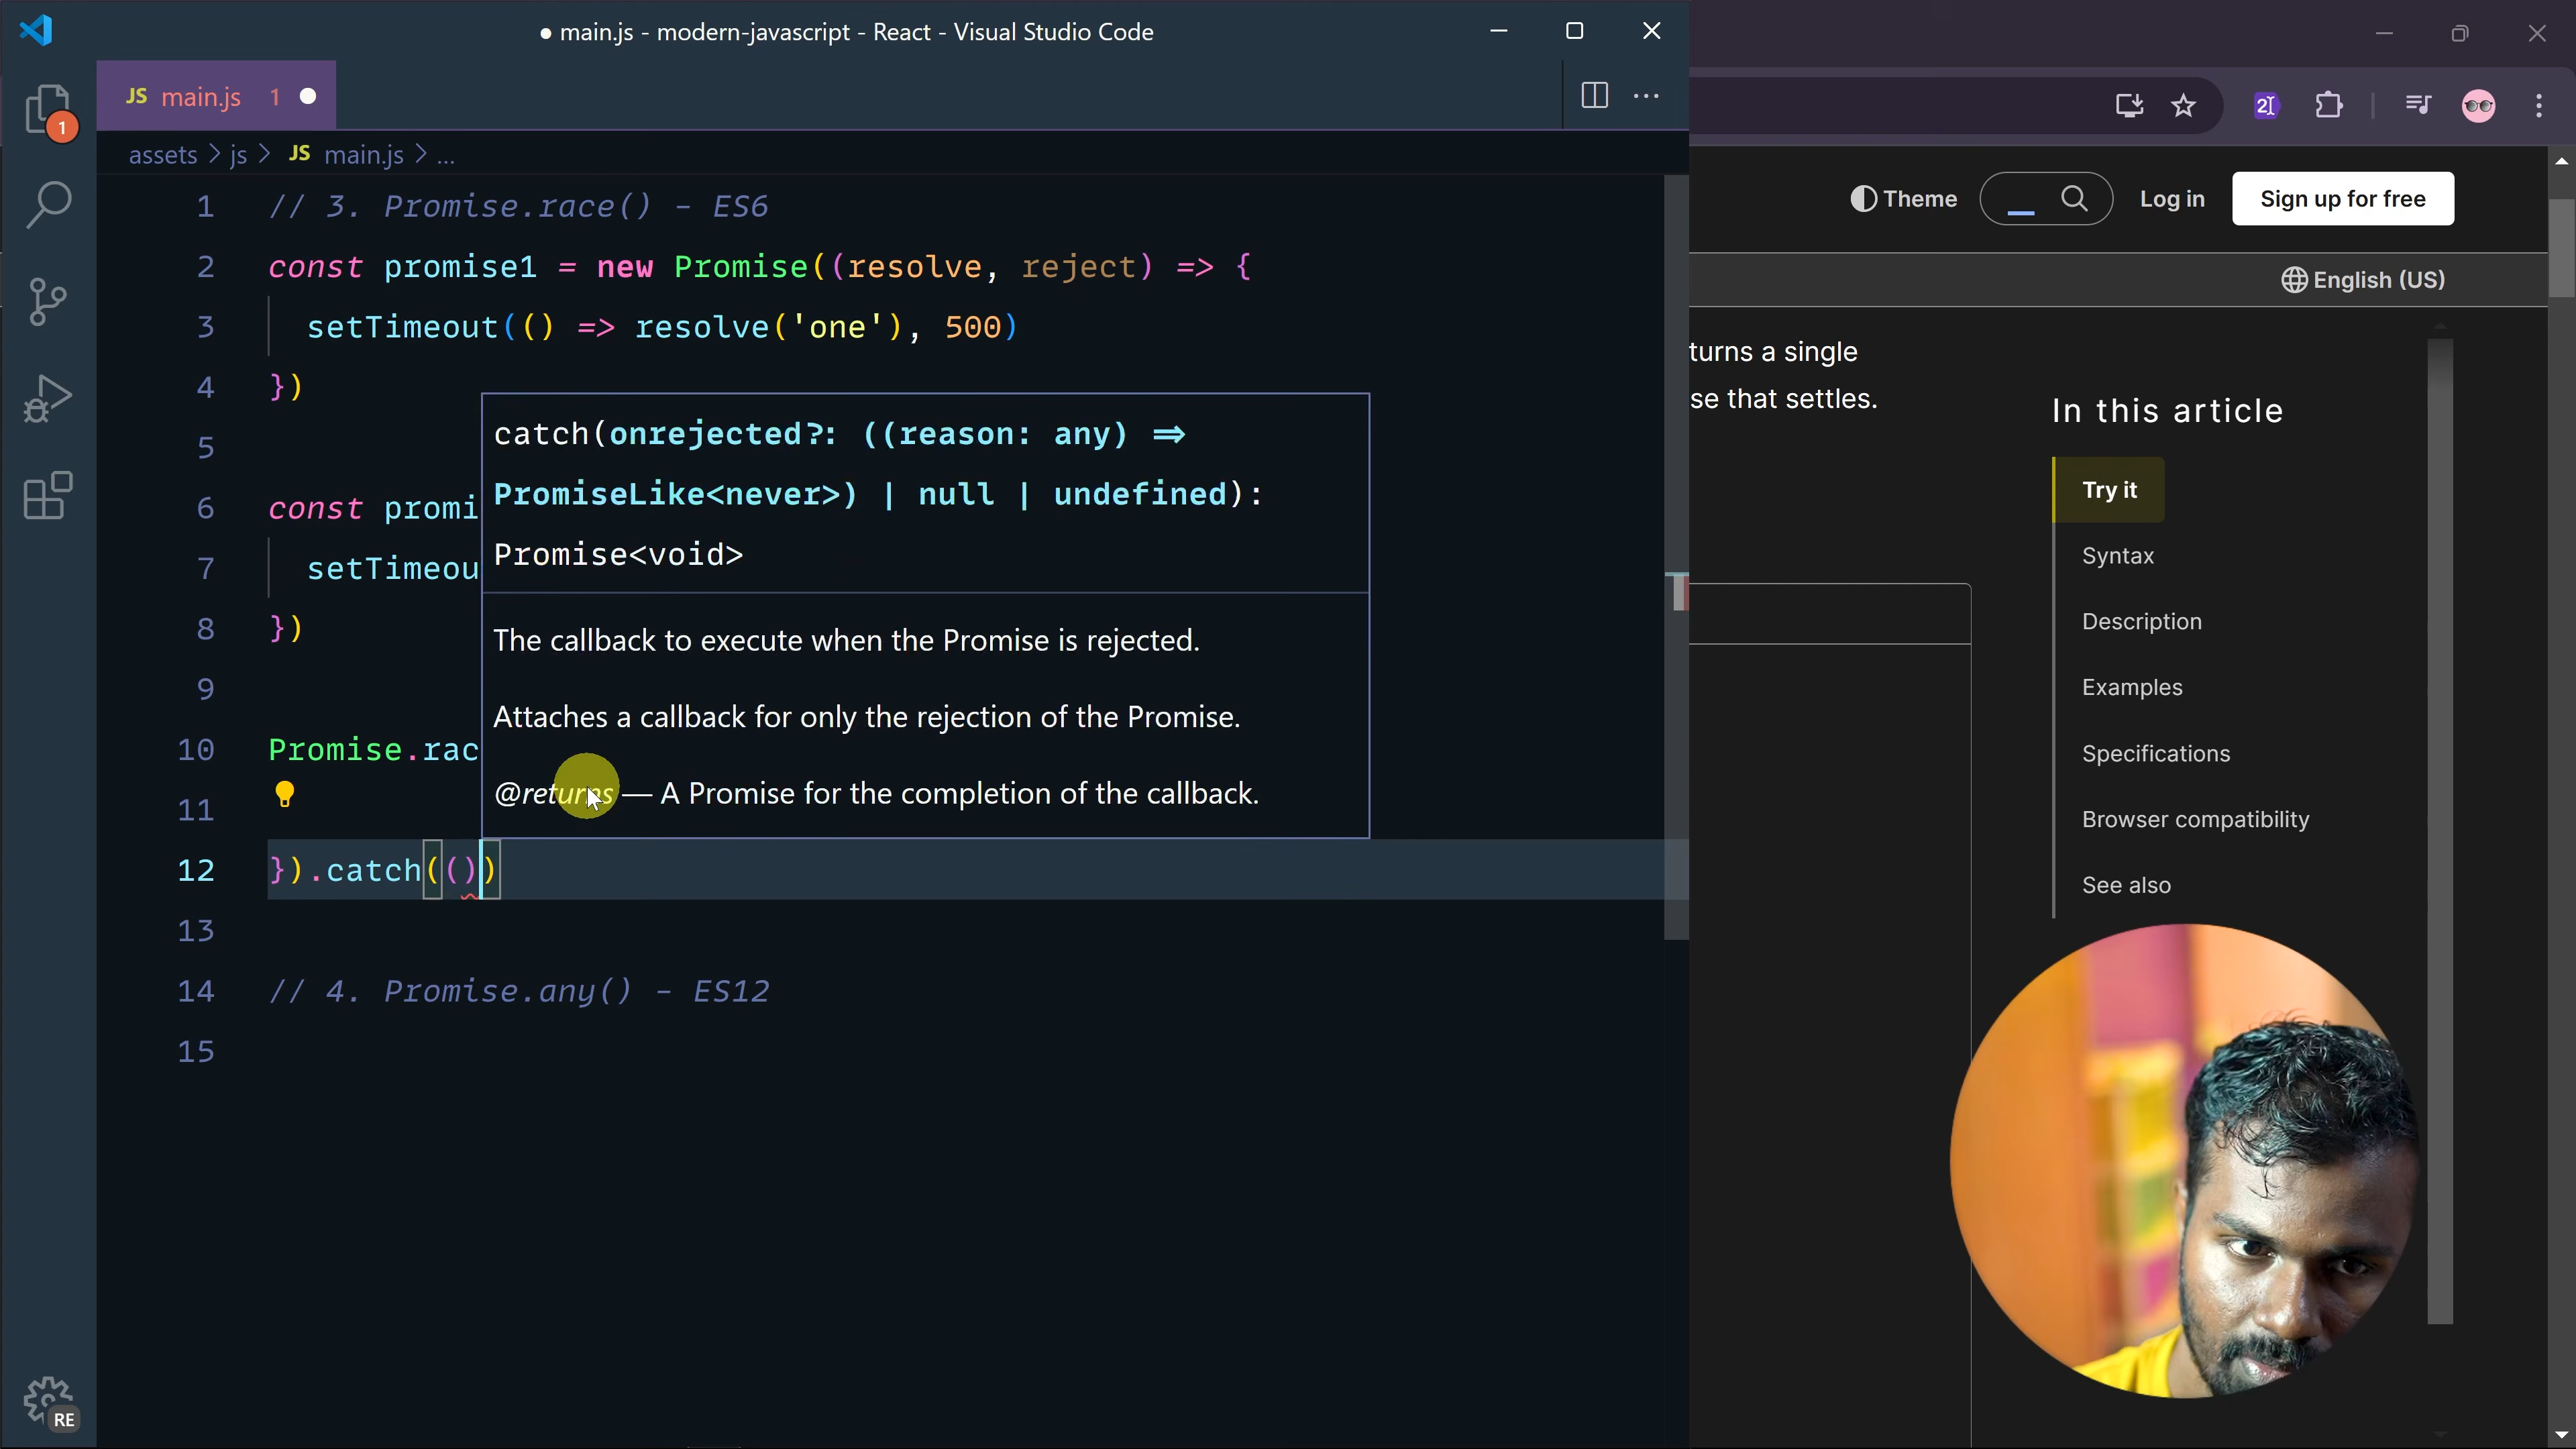 ● main.js - modern-javascript - React - Visual Studio Code
JS main.js 1 ●
1
assets > js > JS main.js > ...
1 // 3. Promise.race() - ES6
2 const promise1 = new Promise((resolve, reject) => {
3 setTimeout(() => resolve('one'), 500)
4 })
5
6 const promi
7 setTimeou
8 })
9
10 Promise.rac
11
12 }).catch(())
13
14 // 4. Promise.any() - ES12
15
catch(onrejected?: ((reason: any) =>
PromiseLike<never>) | null | undefined):
Promise<void>
The callback to execute when the Promise is rejected.
Attaches a callback for only the rejection of the Promise.
@returns — A Promise for the completion of the callback.
RE
Theme
Log in
Sign up for free
English (US)
turns a single
se that settles.
In this article
Try it
Syntax
Description
Examples
Specifications
Browser compatibility
See also